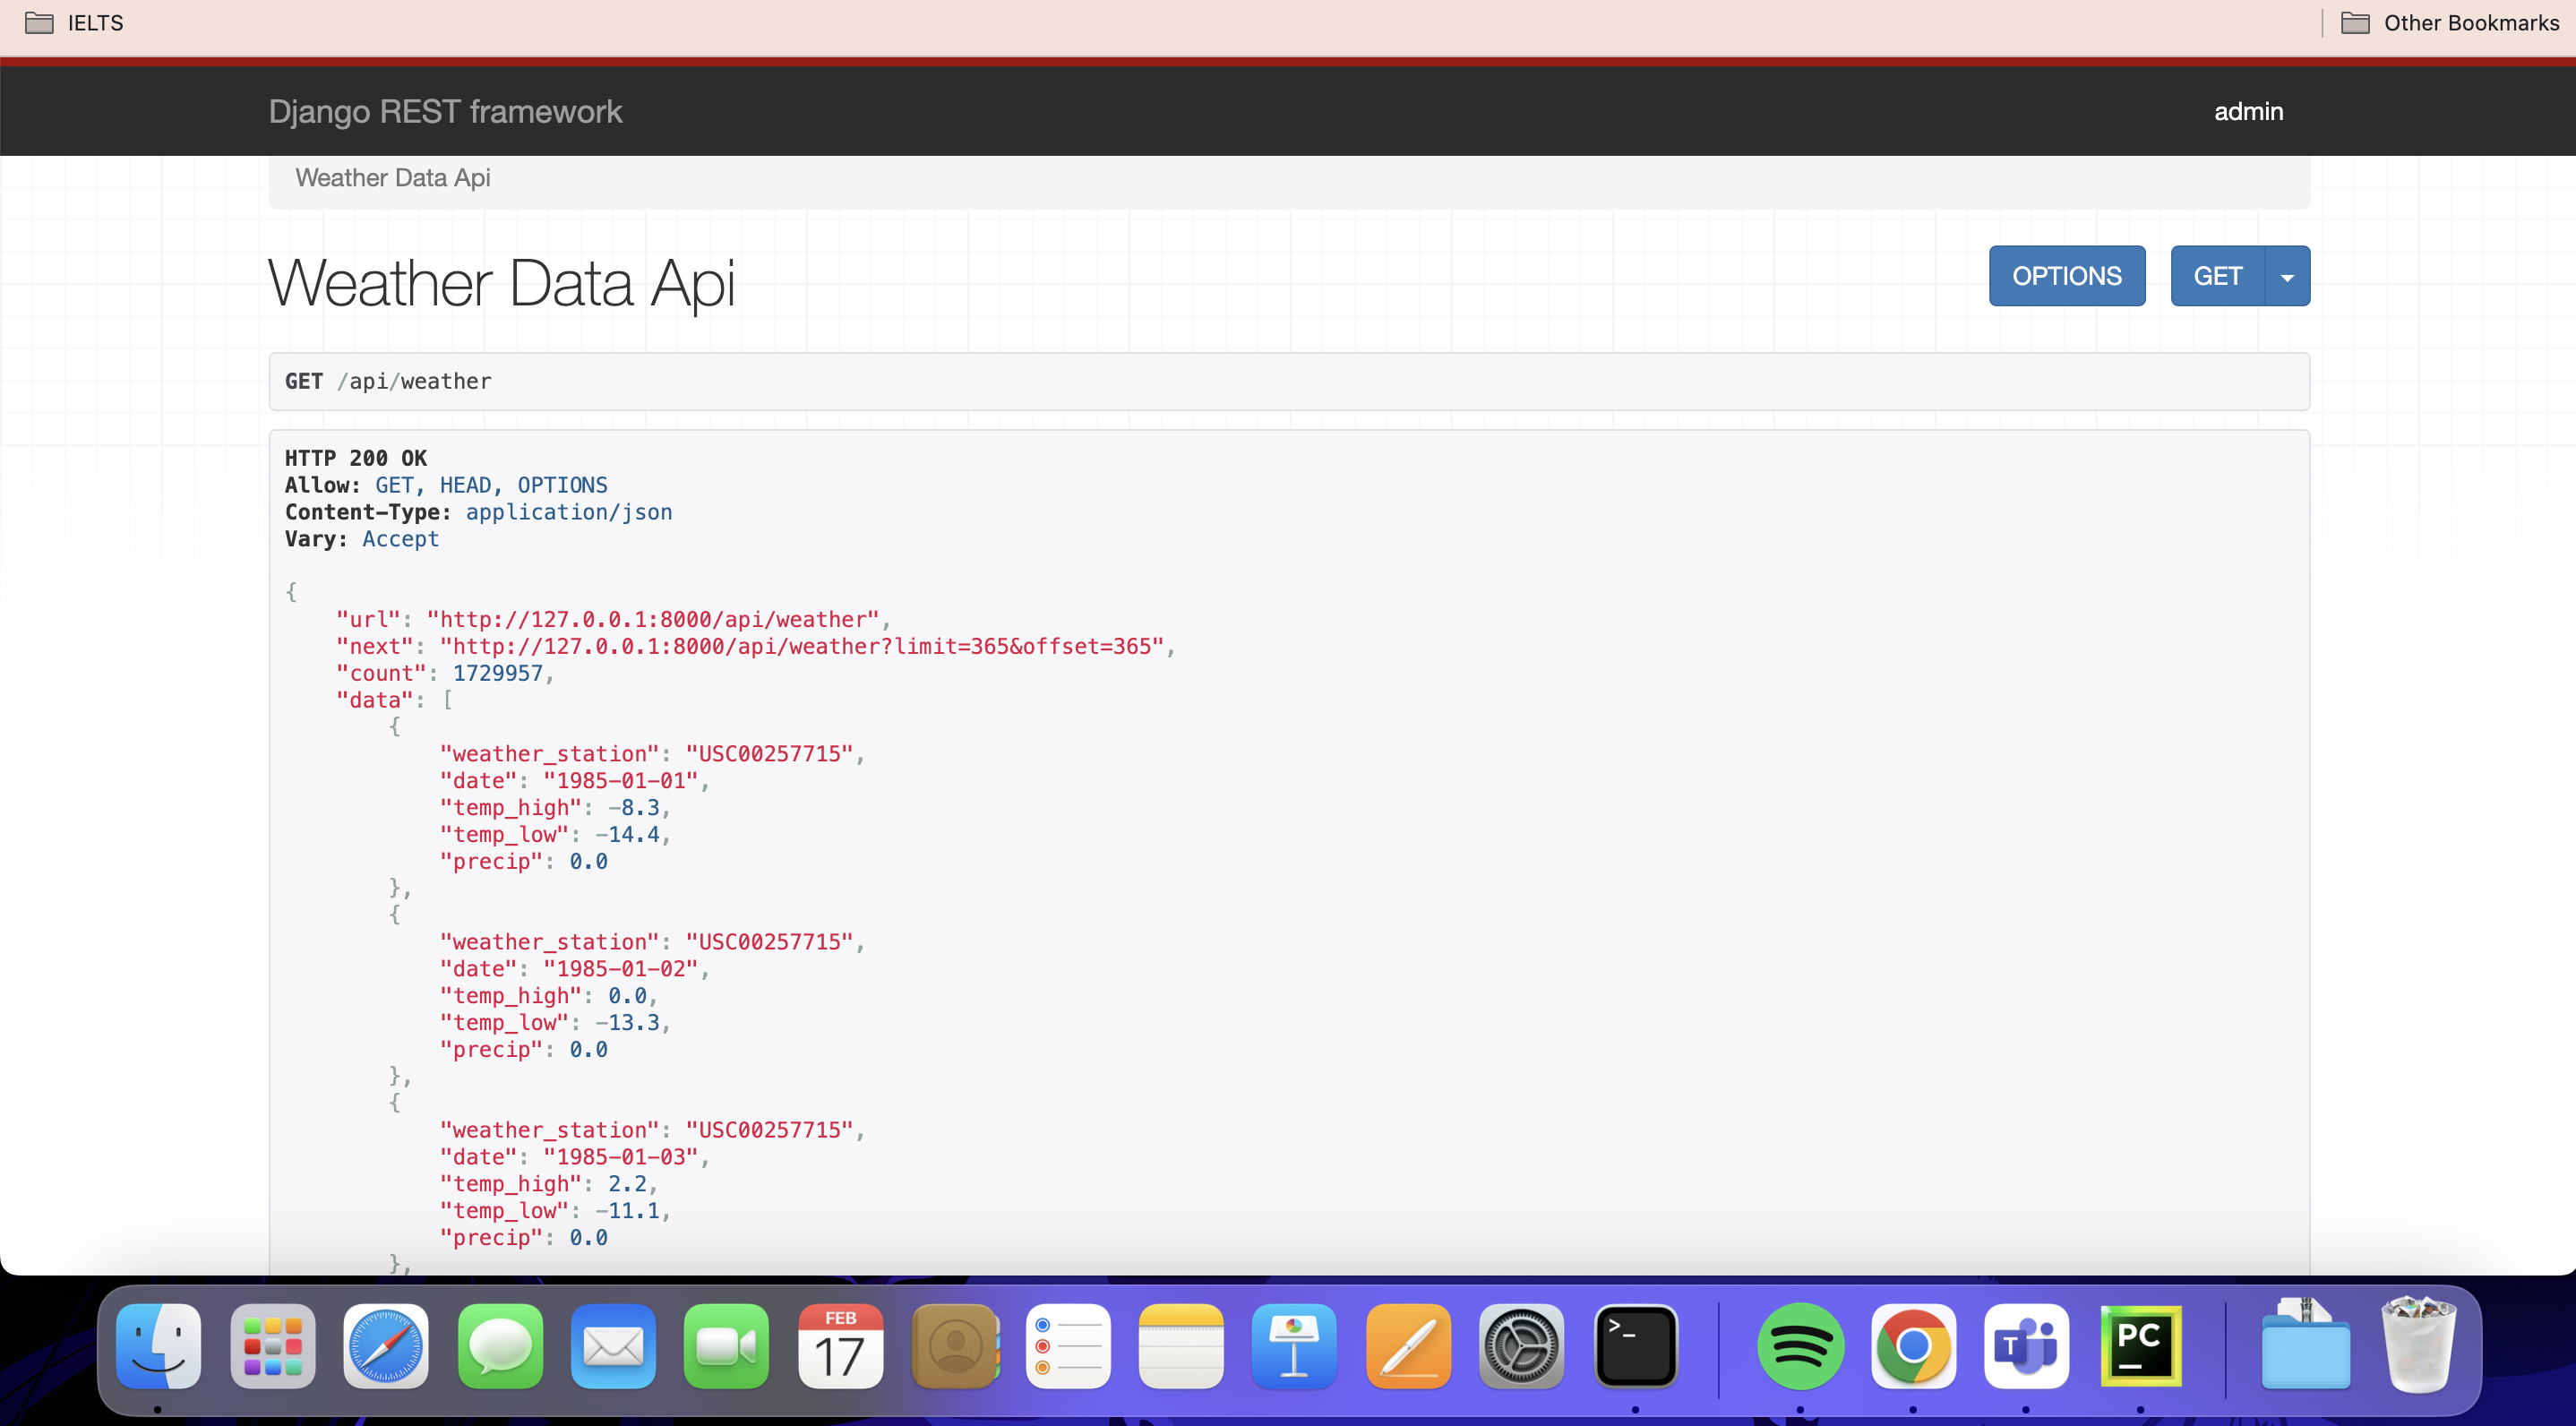 IELTS
Other Bookmarks
Django REST framework
admin
Weather Data Api
Weather Data Api
OPTIONS
GET
GET /api/weather
HTTP 200 OK
Allow: GET, HEAD, OPTIONS
Content-Type: application/json
Vary: Accept
{
    "url": "http://127.0.0.1:8000/api/weather",
    "next": "http://127.0.0.1:8000/api/weather?limit=365&offset=365",
    "count": 1729957,
    "data": [
        {
            "weather_station": "USC00257715",
            "date": "1985-01-01",
            "temp_high": -8.3,
            "temp_low": -14.4,
            "precip": 0.0
        },
        {
            "weather_station": "USC00257715",
            "date": "1985-01-02",
            "temp_high": 0.0,
            "temp_low": -13.3,
            "precip": 0.0
        },
        {
            "weather_station": "USC00257715",
            "date": "1985-01-03",
            "temp_high": 2.2,
            "temp_low": -11.1,
            "precip": 0.0
        },
FEB
17
>_
T
PC